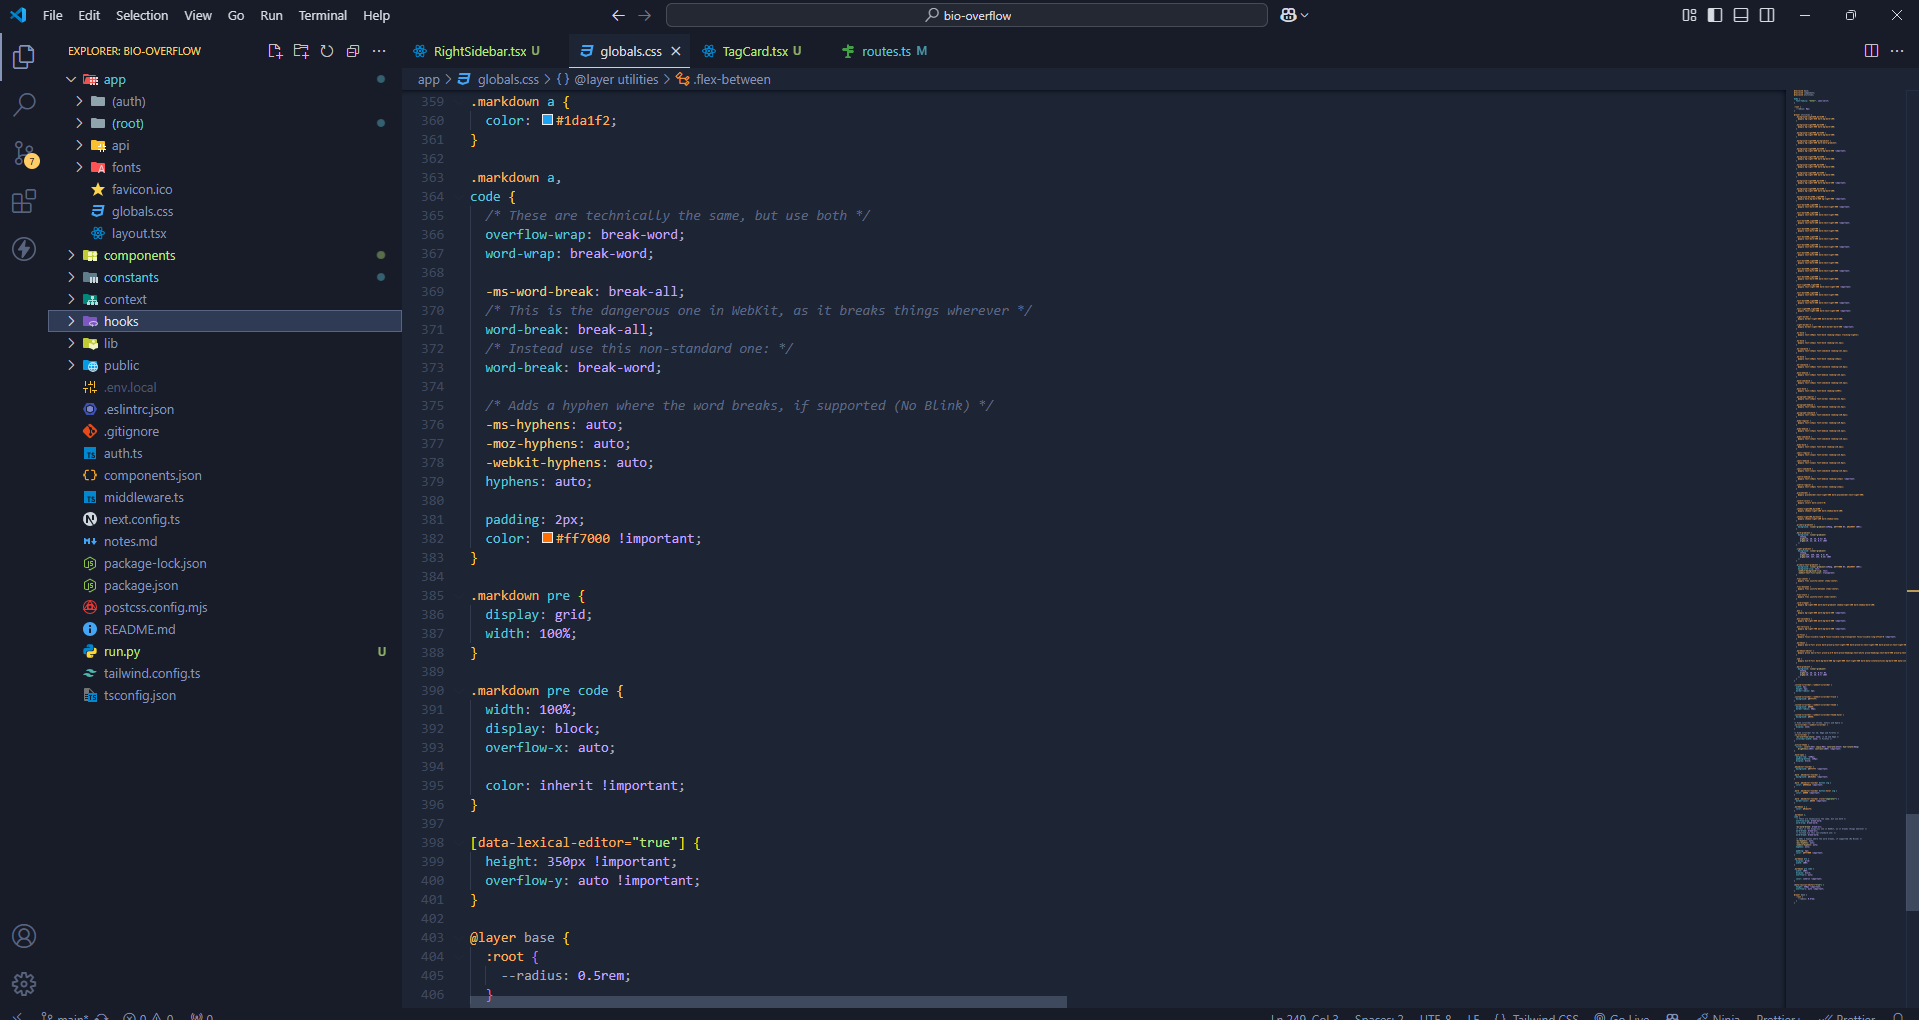 File Edit Selection View Go Run Terminal Help
bio-overflow
EXPLORER: BIO-OVERFLOW
app
(auth)
(root)
api
fonts
favicon.ico
globals.css
layout.tsx
components
constants
context
hooks
lib
public
.env.local
.eslintrc.json
.gitignore
auth.ts
components.json
middleware.ts
next.config.ts
notes.md
package-lock.json
package.json
postcss.config.mjs
README.md
run.py U
tailwind.config.ts
tsconfig.json
7
RightSidebar.tsx U
globals.css
TagCard.tsx U
routes.ts M
app > globals.css > {} @layer utilities > .flex-between
359 .markdown a {
360 color: #1da1f2;
361 }
362
363 .markdown a,
364 code {
365 /* These are technically the same, but use both */
366 overflow-wrap: break-word;
367 word-wrap: break-word;
368
369 -ms-word-break: break-all;
370 /* This is the dangerous one in WebKit, as it breaks things wherever */
371 word-break: break-all;
372 /* Instead use this non-standard one: */
373 word-break: break-word;
374
375 /* Adds a hyphen where the word breaks, if supported (No Blink) */
376 -ms-hyphens: auto;
377 -moz-hyphens: auto;
378 -webkit-hyphens: auto;
379 hyphens: auto;
380
381 padding: 2px;
382 color: #ff7000 !important;
383 }
384
385 .markdown pre {
386 display: grid;
387 width: 100%;
388 }
389
390 .markdown pre code {
391 width: 100%;
392 display: block;
393 overflow-x: auto;
394
395 color: inherit !important;
396 }
397
398 [data-lexical-editor="true"] {
399 height: 350px !important;
400 overflow-y: auto !important;
401 }
402
403 @layer base {
404 :root {
405 --radius: 0.5rem;
406 }
main* 0 0 0
Ln 249, Col 3 Spaces: 2 UTF-8 LF {} Tailwind CSS Go Live Ninja Prettier Prettier